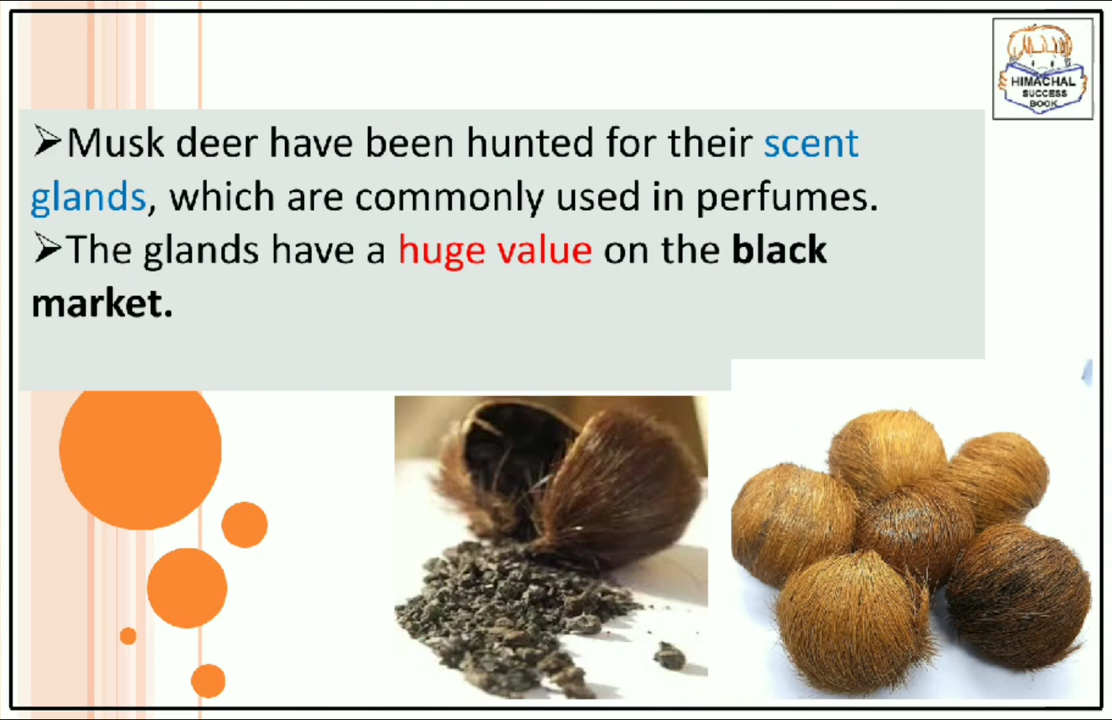 ➢Musk deer have been hunted for their scent
glands, which are commonly used in perfumes.
➢The glands have a huge value on the black
market.
HIMACHAL
SUCCESS
BOOK